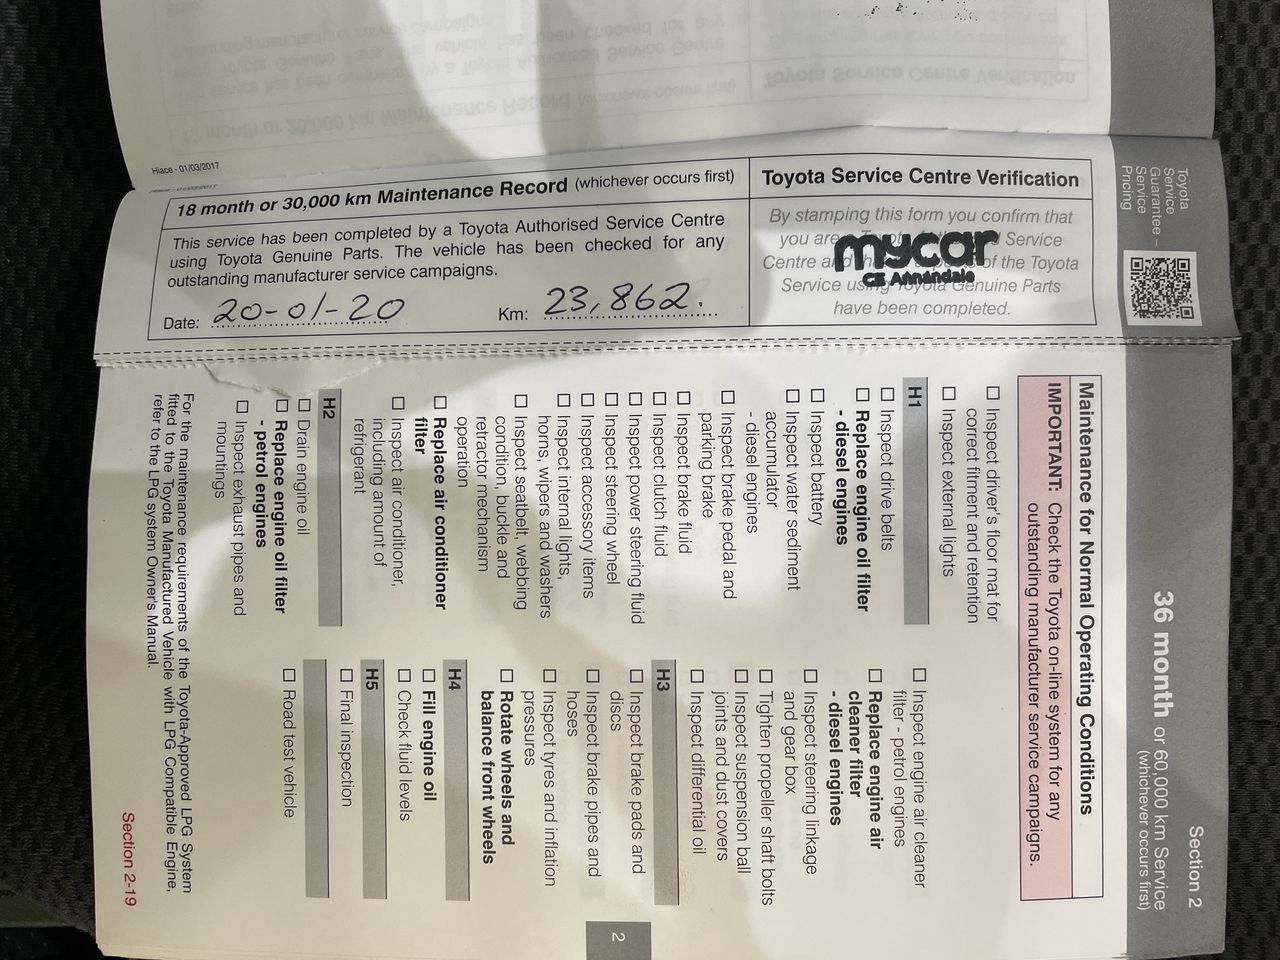 Hiace - 01/03/2017
18 month or 30,000 km Maintenance Record (whichever occurs first)
This service has been completed by a Toyota Authorised Service Centre
using Toyota Genuine Parts. The vehicle has been checked for any
outstanding manufacturer service campaigns.
Date: 20-01-20 Km: 23,862.
Toyota Service Centre Verification
By stamping this form you confirm that
you are Service
Centre and of the Toyota
Service using Toyota Genuine Parts
have been completed.
mycar
CE Annandale
Toyota
Service
Guarantee –
Service
Pricing
Section 2
36 month or 60,000 km Service
(whichever occurs first)
Maintenance for Normal Operating Conditions
IMPORTANT: Check the Toyota on-line system for any
outstanding manufacturer service campaigns.
Inspect driver's floor mat for
correct fitment and retention
Inspect external lights
H1
Inspect drive belts
Replace engine oil filter
- diesel engines
Inspect battery
Inspect water sediment
accumulator
- diesel engines
Inspect brake pedal and
parking brake
Inspect brake fluid
Inspect clutch fluid
Inspect power steering fluid
Inspect steering wheel
Inspect accessory items
Inspect internal lights,
horns, wipers and washers
Inspect seatbelt, webbing
condition, buckle and
retractor mechanism
operation
Replace air conditioner
filter
Inspect air conditioner,
including amount of
refrigerant
H2
Drain engine oil
Replace engine oil filter
- petrol engines
Inspect exhaust pipes and
mountings
Inspect engine air cleaner
filter - petrol engines
Replace engine air
cleaner filter
- diesel engines
Inspect steering linkage
and gear box
Tighten propeller shaft bolts
Inspect suspension ball
joints and dust covers
Inspect differential oil
H3
Inspect brake pads and
discs
Inspect brake pipes and
hoses
Inspect tyres and inflation
pressures
Rotate wheels and
balance front wheels
H4
Fill engine oil
Check fluid levels
H5
Final inspection
Road test vehicle
For the maintenance requirements of the Toyota-Approved LPG System
fitted to the Toyota Manufactured Vehicle with LPG Compatible Engine,
refer to the LPG system Owner's Manual.
Section 2-19
2